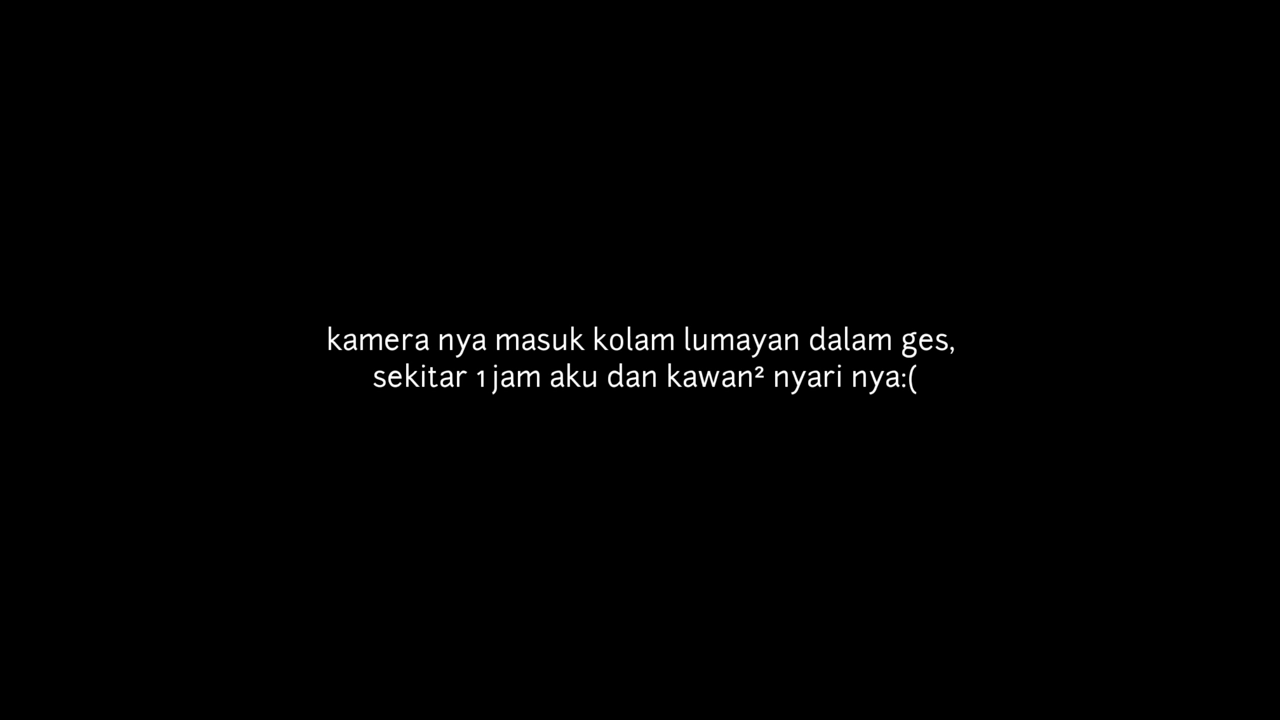 kamera nya masuk kolam lumayan dalam ges,
sekitar 1 jam aku dan kawan² nyari nya:(